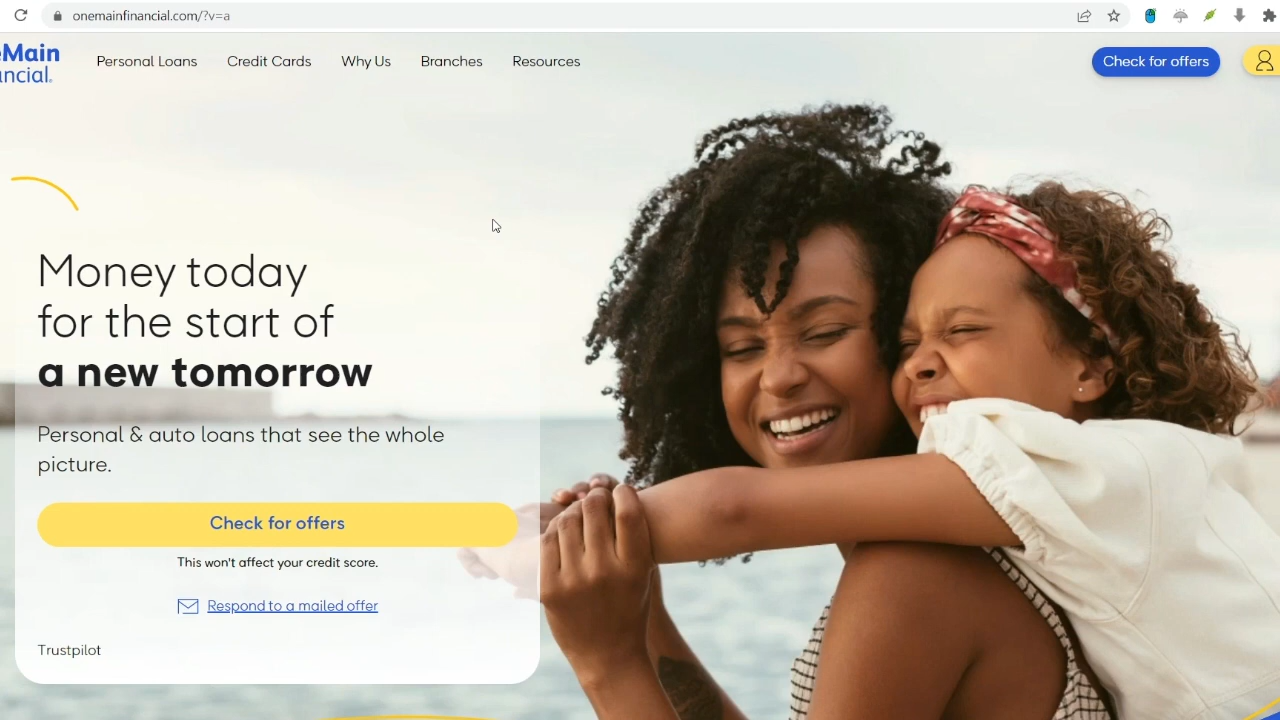 onemainfinancial.com/?v=a
eMain
ncial.
Personal Loans
Credit Cards
Why Us
Branches
Resources
Check for offers
Money today
for the start of
a new tomorrow
Personal & auto loans that see the whole
picture.
Check for offers
This won't affect your credit score.
Respond to a mailed offer
Trustpilot